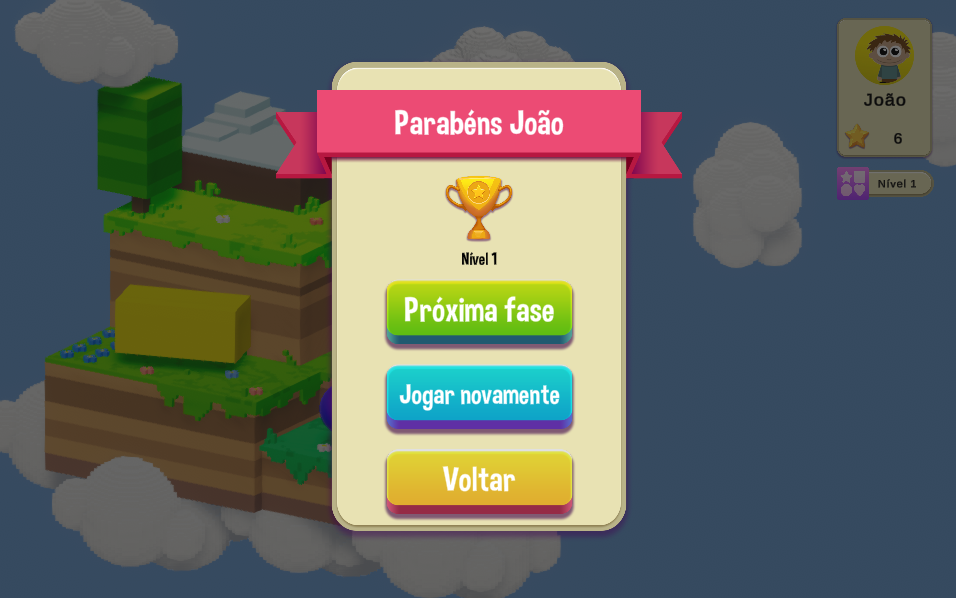 Parabéns João
Nível 1
Próxima fase
Jogar novamente
Voltar
João
6
Nível 1